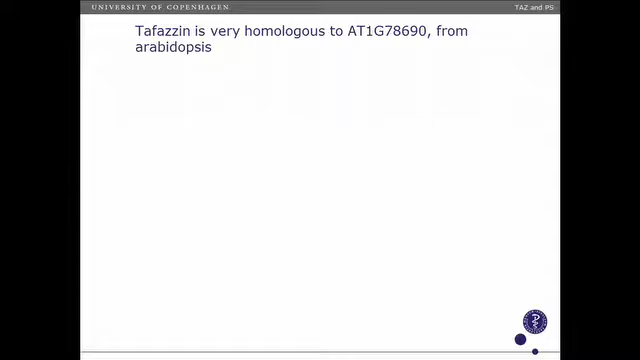 UNIVERSITY OF COPENHAGEN
TAZ and PS
Tafazzin is very homologous to AT1G78690, from
arabidopsis